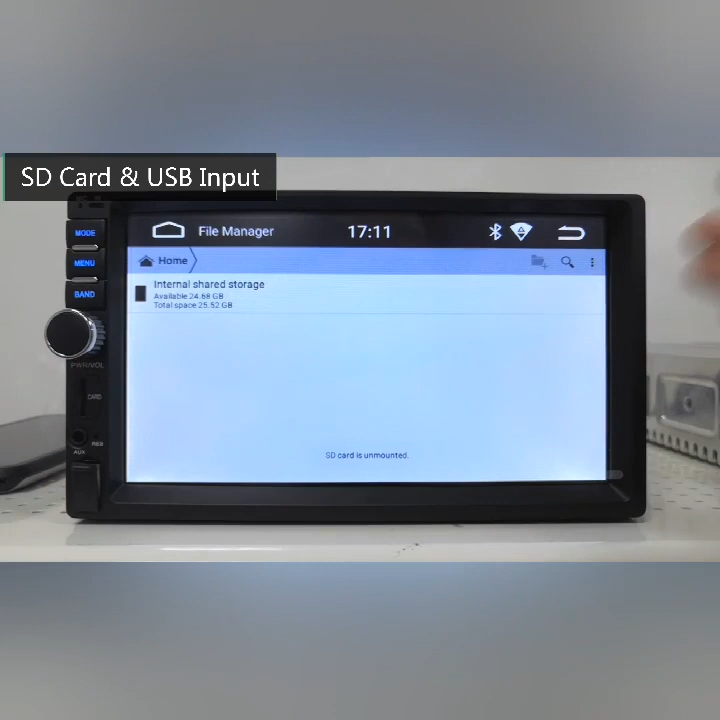 SD Card & USB Input
File Manager
17:11
MODE
MENU
BAND
Home
Internal shared storage
Available 24.68 GB
Total space 25.52 GB
PWR/VOL
CARD
RES
AUX
SD card is unmounted.